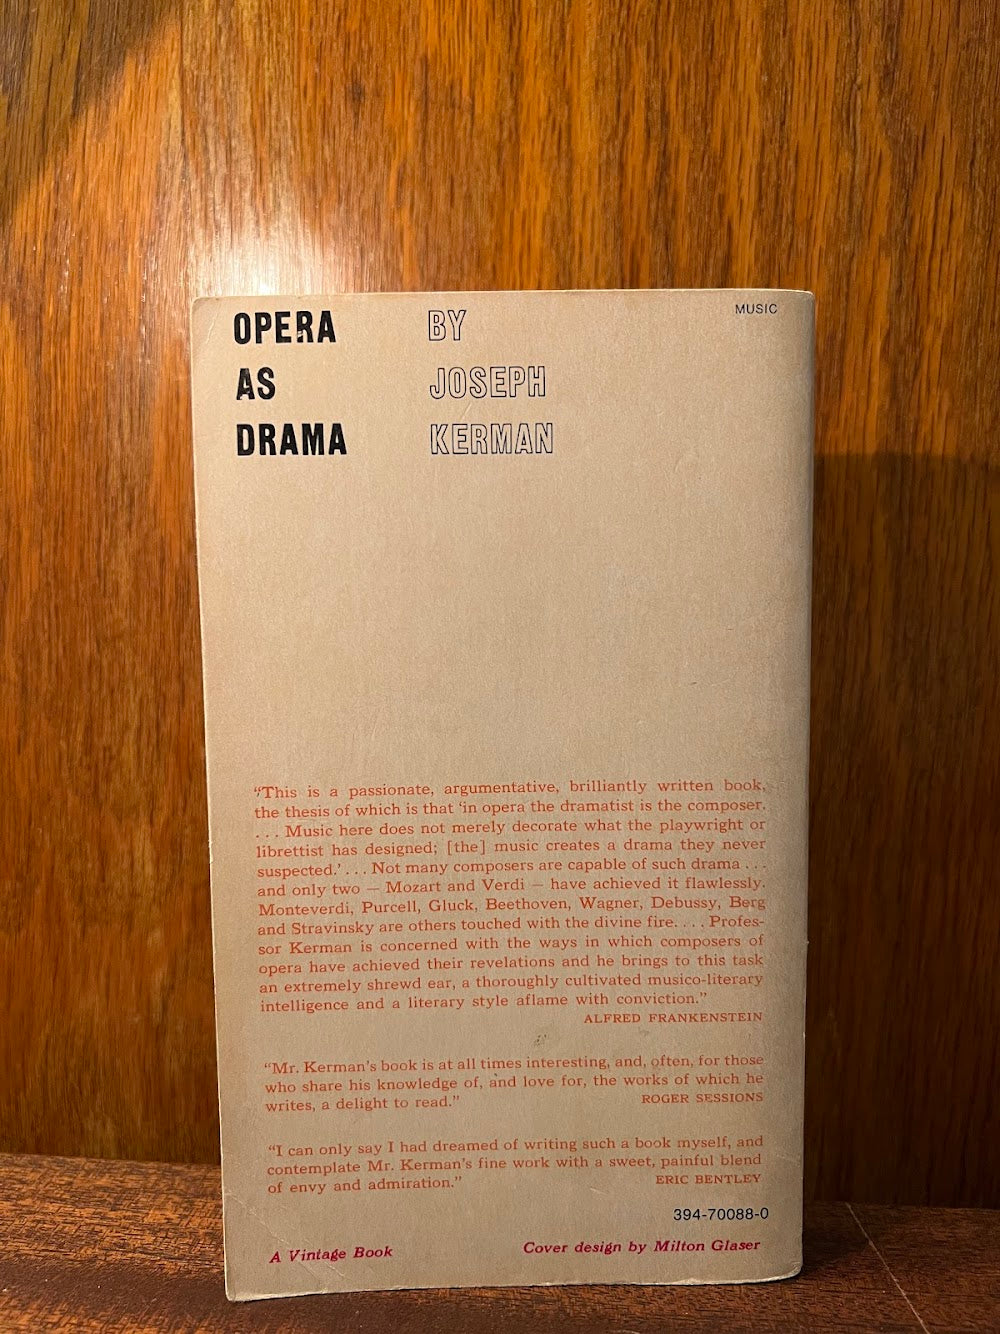 OPERA BY MUSIC
AS JOSEPH
DRAMA KERMAN
“This is a passionate, argumentative, brilliantly written book,
the thesis of which is that ‘in opera the dramatist is the composer.
. . . Music here does not merely decorate what the playwright or
librettist has designed; [the] music creates a drama they never
suspected.’ . . . Not many composers are capable of such drama . . .
and only two — Mozart and Verdi — have achieved it flawlessly.
Monteverdi, Purcell, Gluck, Beethoven, Wagner, Debussy, Berg
and Stravinsky are others touched with the divine fire. . . . Profes-
sor Kerman is concerned with the ways in which composers of
opera have achieved their revelations and he brings to this task
an extremely shrewd ear, a thoroughly cultivated musico-literary
intelligence and a literary style aflame with conviction.”
ALFRED FRANKENSTEIN
“Mr. Kerman’s book is at all times interesting, and, often, for those
who share his knowledge of, and love for, the works of which he
writes, a delight to read.” ROGER SESSIONS
“I can only say I had dreamed of writing such a book myself, and
contemplate Mr. Kerman’s fine work with a sweet, painful blend
of envy and admiration.” ERIC BENTLEY
394-70088-0
A Vintage Book Cover design by Milton Glaser